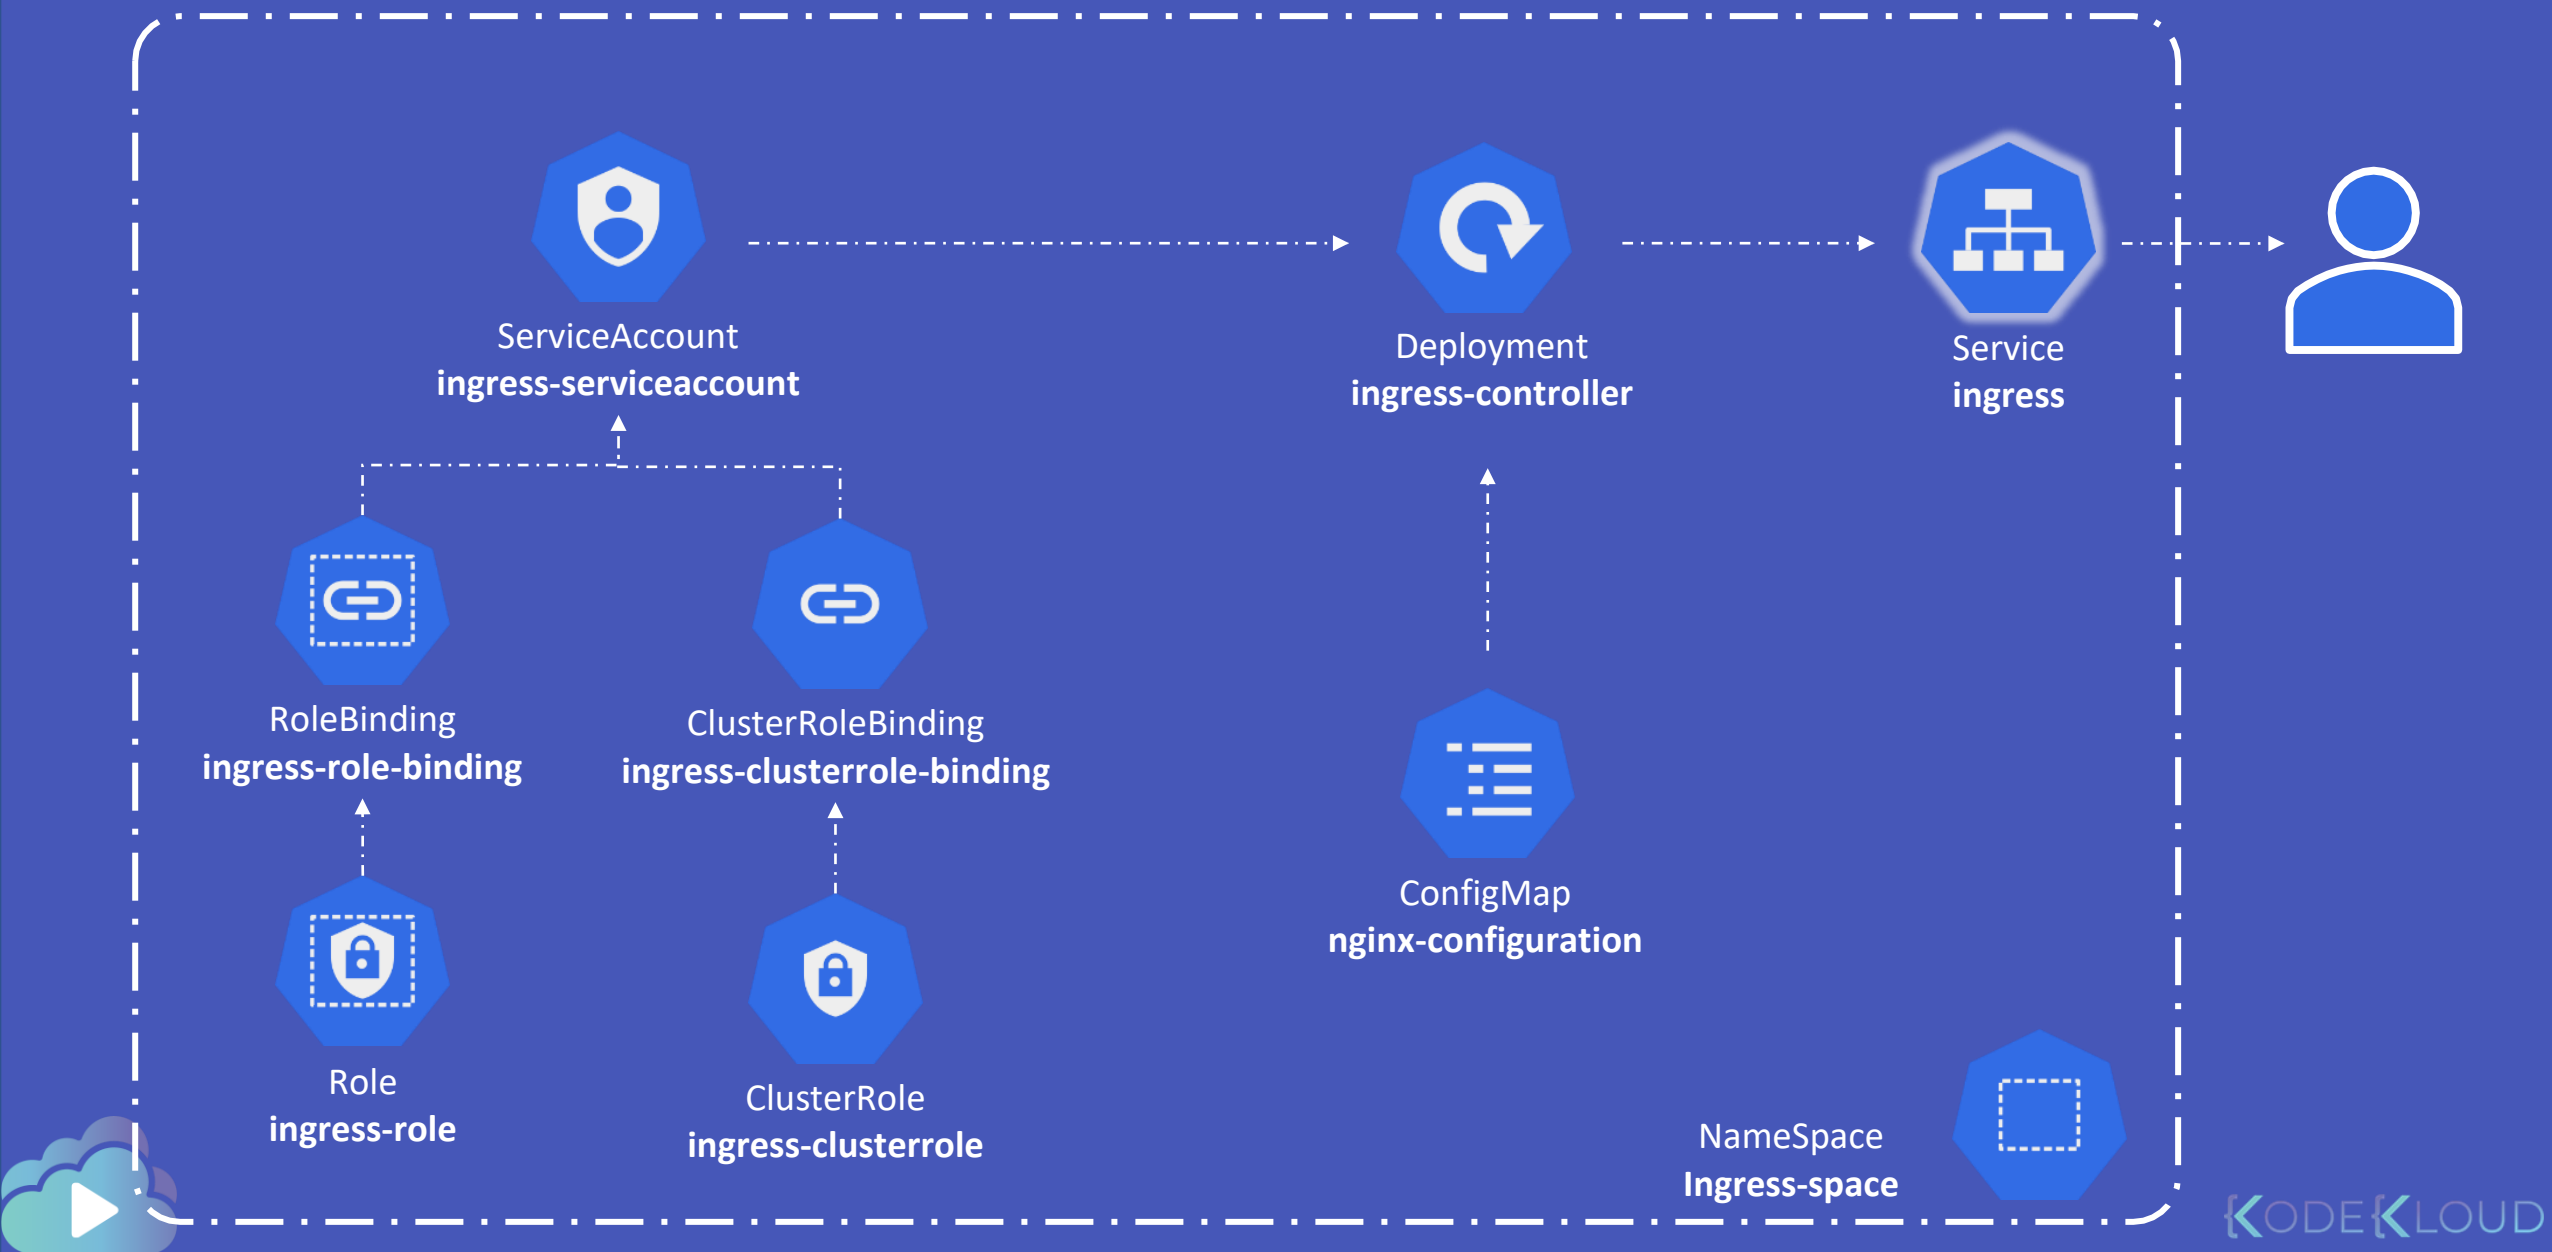 ServiceAccount
ingress-serviceaccount
Deployment
ingress-controller
Service
ingress
RoleBinding
ingress-role-binding
ClusterRoleBinding
ingress-clusterrole-binding
ConfigMap
nginx-configuration
Role
ingress-role
ClusterRole
ingress-clusterrole
NameSpace
Ingress-space
KODEKLOUD